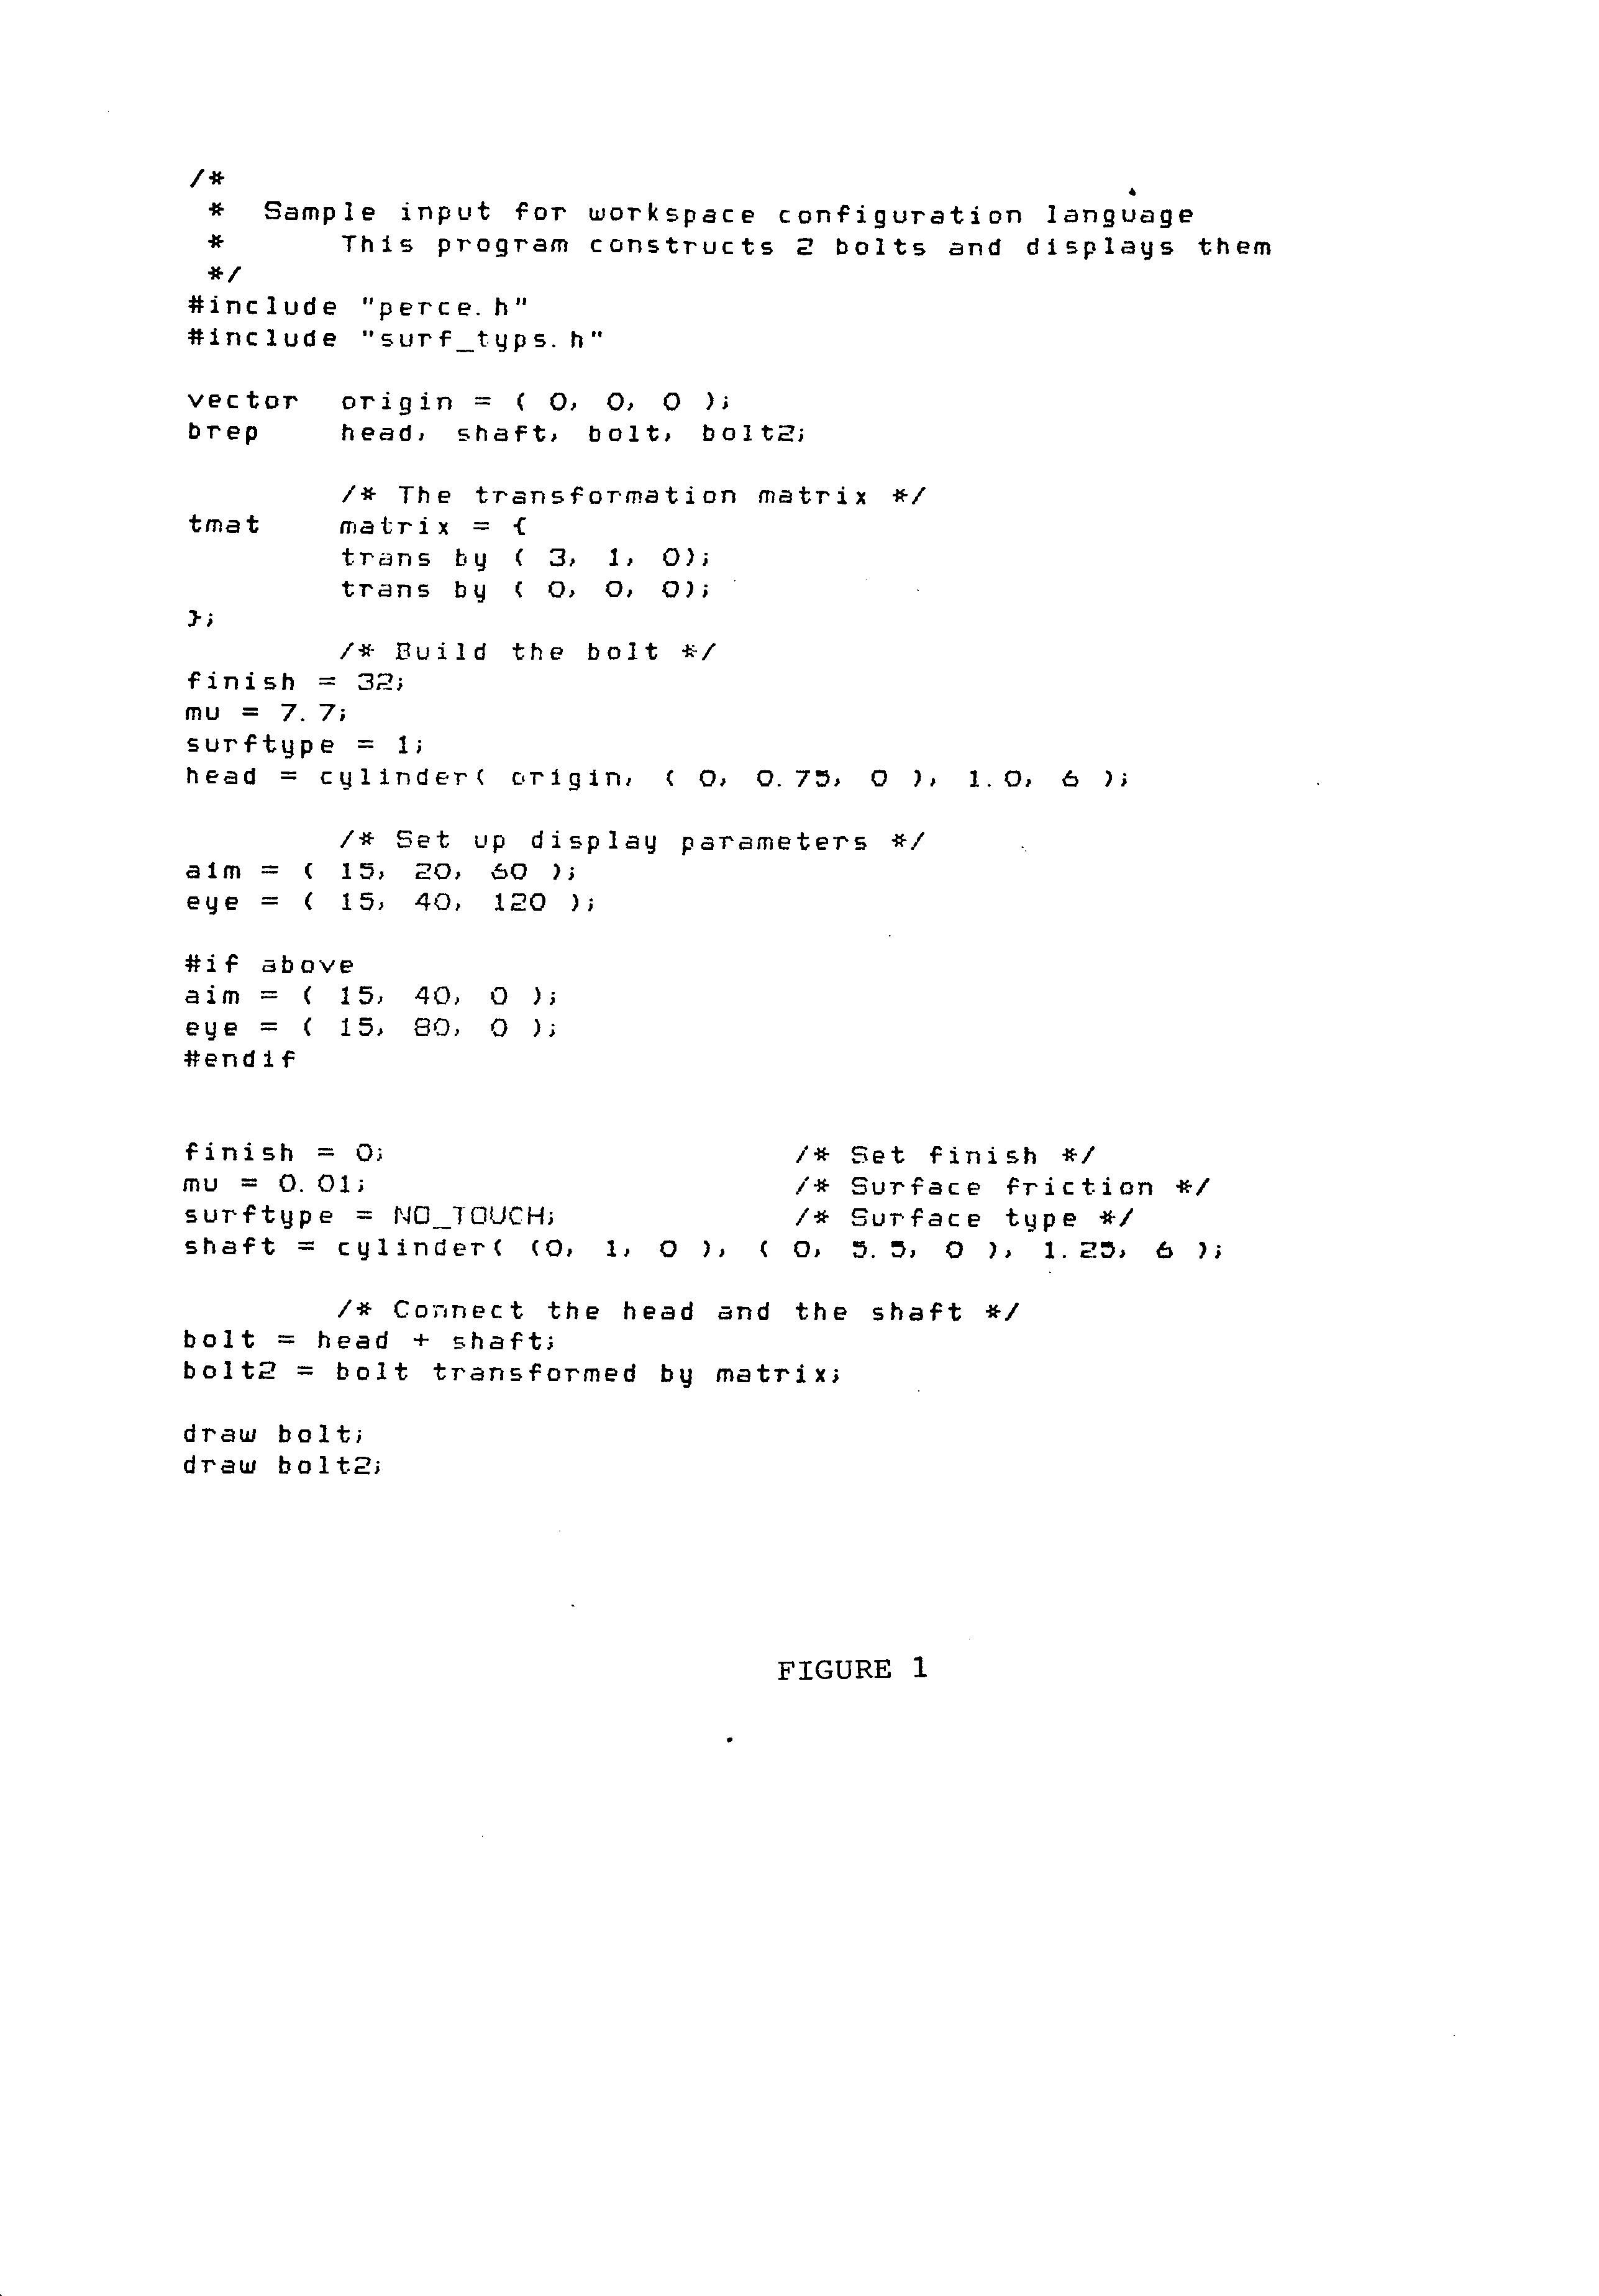 /*
 *  Sample input for workspace configuration language
 *      This program constructs 2 bolts and displays them
 */
#include "perce.h"
#include "surf_typs.h"
vector  origin = ( 0, 0, 0 );
brep    head, shaft, bolt, bolt2;
        /* The transformation matrix */
tmat    matrix = {
        trans by ( 3, 1, 0);
        trans by ( 0, 0, 0);
};
        /* Build the bolt */
finish = 32;
mu = 7.7;
surftype = 1;
head = cylinder( origin, ( 0, 0.75, 0 ), 1.0, 6 );
        /* Set up display parameters */
aim = ( 15, 20, 60 );
eye = ( 15, 40, 120 );
#if above
aim = ( 15, 40, 0 );
eye = ( 15, 80, 0 );
#endif
finish = 0;                     /* Set finish */
mu = 0.01;                      /* Surface friction */
surftype = NO_TOUCH;            /* Surface type */
shaft = cylinder( (0, 1, 0 ), ( 0, 5.5, 0 ), 1.25, 6 );
        /* Connect the head and the shaft */
bolt = head + shaft;
bolt2 = bolt transformed by matrix;
draw bolt;
draw bolt2;
FIGURE 1